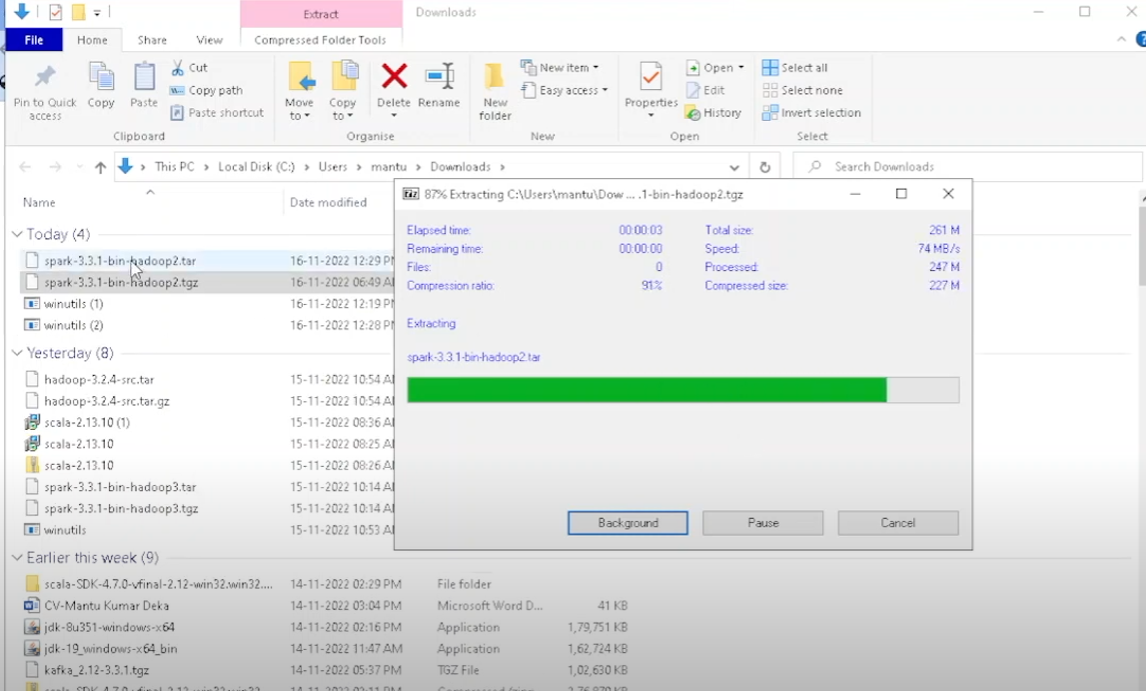 Extract
Downloads
File
Home
Share
View
Compressed Folder Tools
Pin to Quick access
Copy
Paste
Cut
Copy path
Paste shortcut
Clipboard
Move to
Copy to
Delete
Rename
Organise
New folder
New item
Easy access
New
Properties
Open
Edit
History
Open
Select all
Select none
Invert selection
Select
This PC > Local Disk (C:) > Users > mantu > Downloads >
Search Downloads
Name
Date modified
Today (4)
spark-3.3.1-bin-hadoop2.tar 16-11-2022 12:29 P
spark-3.3.1-bin-hadoop2.tgz 16-11-2022 06:49 A
winutils (1) 16-11-2022 12:19 P
winutils (2) 16-11-2022 12:28 P
Yesterday (8)
hadoop-3.2.4-src.tar 15-11-2022 10:54 A
hadoop-3.2.4-src.tar.gz 15-11-2022 10:54 A
scala-2.13.10 (1) 15-11-2022 08:36 A
scala-2.13.10 15-11-2022 08:25 A
scala-2.13.10 15-11-2022 08:26 A
spark-3.3.1-bin-hadoop3.tar 15-11-2022 10:14 A
spark-3.3.1-bin-hadoop3.tgz 15-11-2022 10:14 A
winutils 15-11-2022 10:53 A
Earlier this week (9)
scala-SDK-4.7.0-vfinal-2.12-win32.win32.... 14-11-2022 02:29 PM File folder
CV-Mantu Kumar Deka 14-11-2022 03:04 PM Microsoft Word D... 41 KB
jdk-8u351-windows-x64 14-11-2022 02:16 PM Application 1,79,751 KB
jdk-19_windows-x64_bin 14-11-2022 11:47 AM Application 1,62,724 KB
kafka_2.12-3.3.1.tgz 14-11-2022 05:37 PM TGZ File 1,02,630 KB
87% Extracting C:\Users\mantu\Dow ... .1-bin-hadoop2.tgz
Elapsed time: 00:00:03 Total size: 261 M
Remaining time: 00:00:00 Speed: 74 MB/s
Files: 0 Processed: 247 M
Compression ratio: 91% Compressed size: 227 M
Extracting
spark-3.3.1-bin-hadoop2.tar
Background
Pause
Cancel